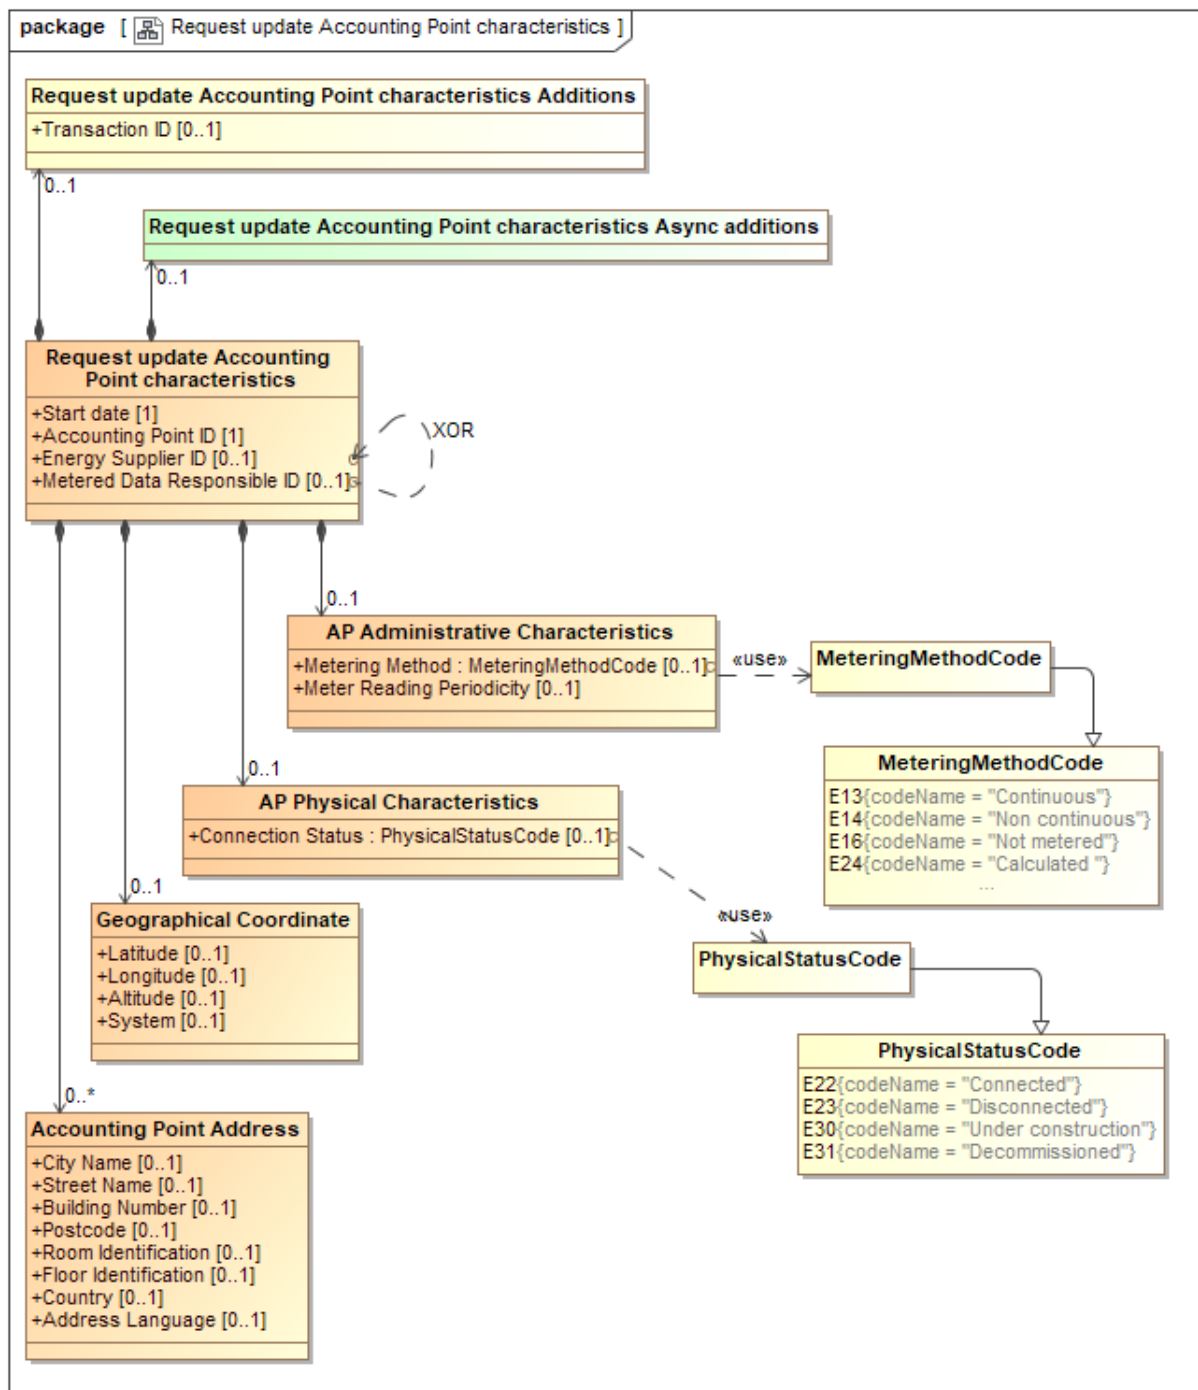 package [ Request update Accounting Point characteristics ]
Request update Accounting Point characteristics Additions
+Transaction ID [0..1]
0..1
Request update Accounting Point characteristics Async additions
0..1
Request update Accounting
Point characteristics
+Start date [1]
+Accounting Point ID [1]
+Energy Supplier ID [0..1]
+Metered Data Responsible ID [0..1]
XOR
0..1
AP Administrative Characteristics
+Metering Method : MeteringMethodCode [0..1]
+Meter Reading Periodicity [0..1]
«use»
MeteringMethodCode
MeteringMethodCode
E13{codeName = "Continuous"}
E14{codeName = "Non continuous"}
E16{codeName = "Not metered"}
E24{codeName = "Calculated "}
...
0..1
AP Physical Characteristics
+Connection Status : PhysicalStatusCode [0..1]
«use»
PhysicalStatusCode
PhysicalStatusCode
E22{codeName = "Connected"}
E23{codeName = "Disconnected"}
E30{codeName = "Under construction"}
E31{codeName = "Decommissioned"}
0..1
Geographical Coordinate
+Latitude [0..1]
+Longitude [0..1]
+Altitude [0..1]
+System [0..1]
0..*
Accounting Point Address
+City Name [0..1]
+Street Name [0..1]
+Building Number [0..1]
+Postcode [0..1]
+Room Identification [0..1]
+Floor Identification [0..1]
+Country [0..1]
+Address Language [0..1]